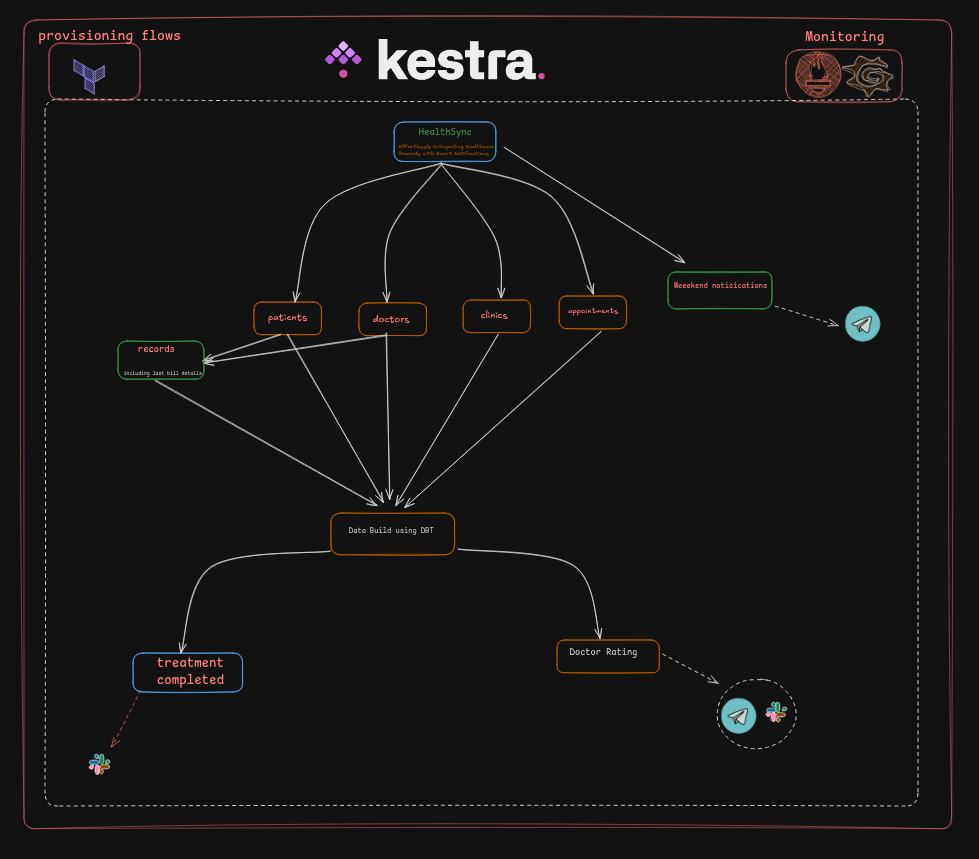 provisioning flows
kestra.
Monitoring
HealthSync
Effortlessly Integrating Healthcare
Records with Smart Notifications
Weeekend noticications
patients
doctors
clinics
appointments
records
including last bill details
Data Build using DBT
treatment
completed
Doctor Rating